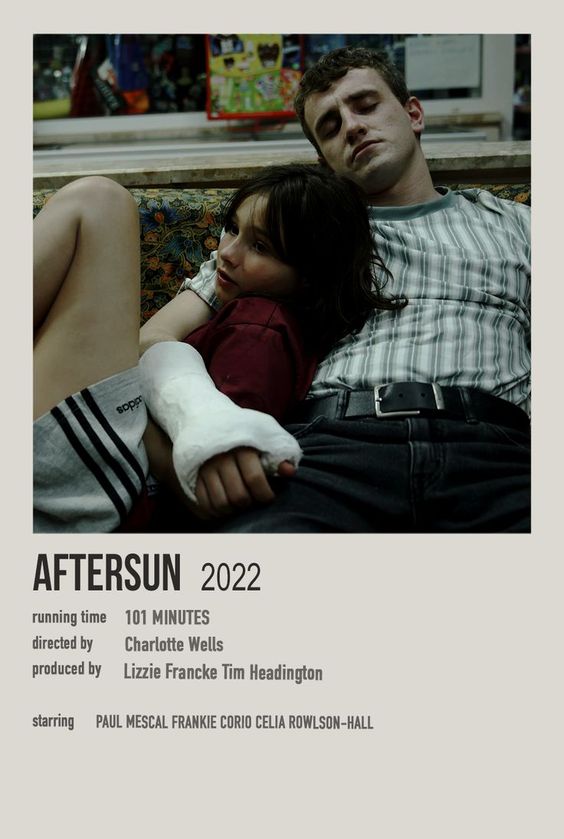 adidas
AFTERSUN 2022
running time 101 MINUTES
directed by Charlotte Wells
produced by Lizzie Francke Tim Headington
starring PAUL MESCAL FRANKIE CORIO CELIA ROWLSON-HALL